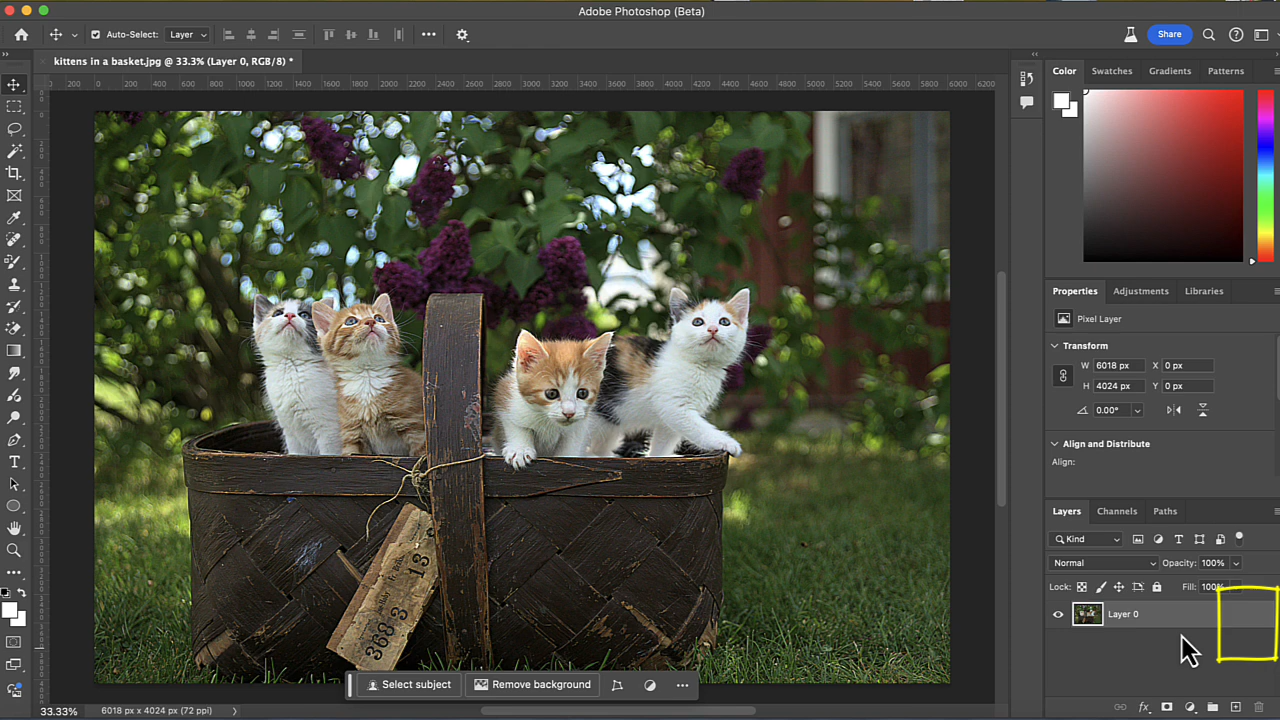 Adobe Photoshop (Beta)
Auto-Select: Layer
Share
kittens in a basket.jpg @ 33.3% (Layer 0, RGB/8) *
200 0 200 400 600 800 1000 1200 1400 1600 1800 2000 2200 2400 2600 2800 3000 3200 3400 3600 3800 4000 4200 4400 4600 4800 5000 5200 5400 5600 5800 6000 6200
Color Swatches Gradients Patterns
Properties Adjustments Libraries
Pixel Layer
Transform
W 6018 px X 0 px
H 4024 px Y 0 px
0.00°
Align and Distribute
Align:
Layers Channels Paths
Kind
Normal Opacity: 100%
Lock: Fill: 100%
Layer 0
13
368 3
Select subject Remove background
33.33% 6018 px x 4024 px (72 ppi)